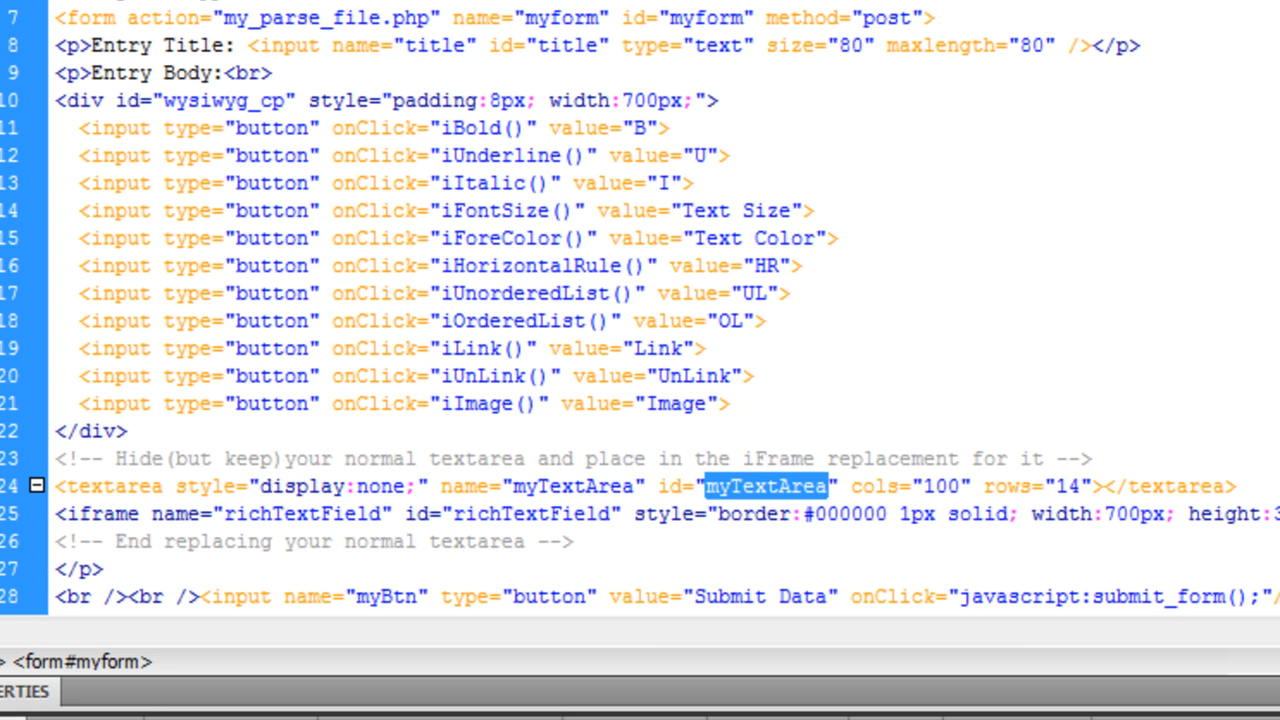 7 <form action="my_parse_file.php" name="myform" id="myform" method="post">
8 <p>Entry Title: <input name="title" id="title" type="text" size="80" maxlength="80" /></p>
9 <p>Entry Body:<br>
10 <div id="wysiwyg_cp" style="padding:8px; width:700px;">
11 <input type="button" onClick="iBold()" value="B">
12 <input type="button" onClick="iUnderline()" value="U">
13 <input type="button" onClick="iItalic()" value="I">
14 <input type="button" onClick="iFontSize()" value="Text Size">
15 <input type="button" onClick="iForeColor()" value="Text Color">
16 <input type="button" onClick="iHorizontalRule()" value="HR">
17 <input type="button" onClick="iUnorderedList()" value="UL">
18 <input type="button" onClick="iOrderedList()" value="OL">
19 <input type="button" onClick="iLink()" value="Link">
20 <input type="button" onClick="iUnLink()" value="UnLink">
21 <input type="button" onClick="iImage()" value="Image">
22 </div>
23 <!-- Hide(but keep)your normal textarea and place in the iFrame replacement for it -->
24 <textarea style="display:none;" name="myTextArea" id="myTextArea" cols="100" rows="14"></textarea>
25 <iframe name="richTextField" id="richTextField" style="border:#000000 1px solid; width:700px; height:3
26 <!-- End replacing your normal textarea -->
27 </p>
28 <br /><br /><input name="myBtn" type="button" value="Submit Data" onClick="javascript:submit_form();"/
> <form#myform>
ERTIES